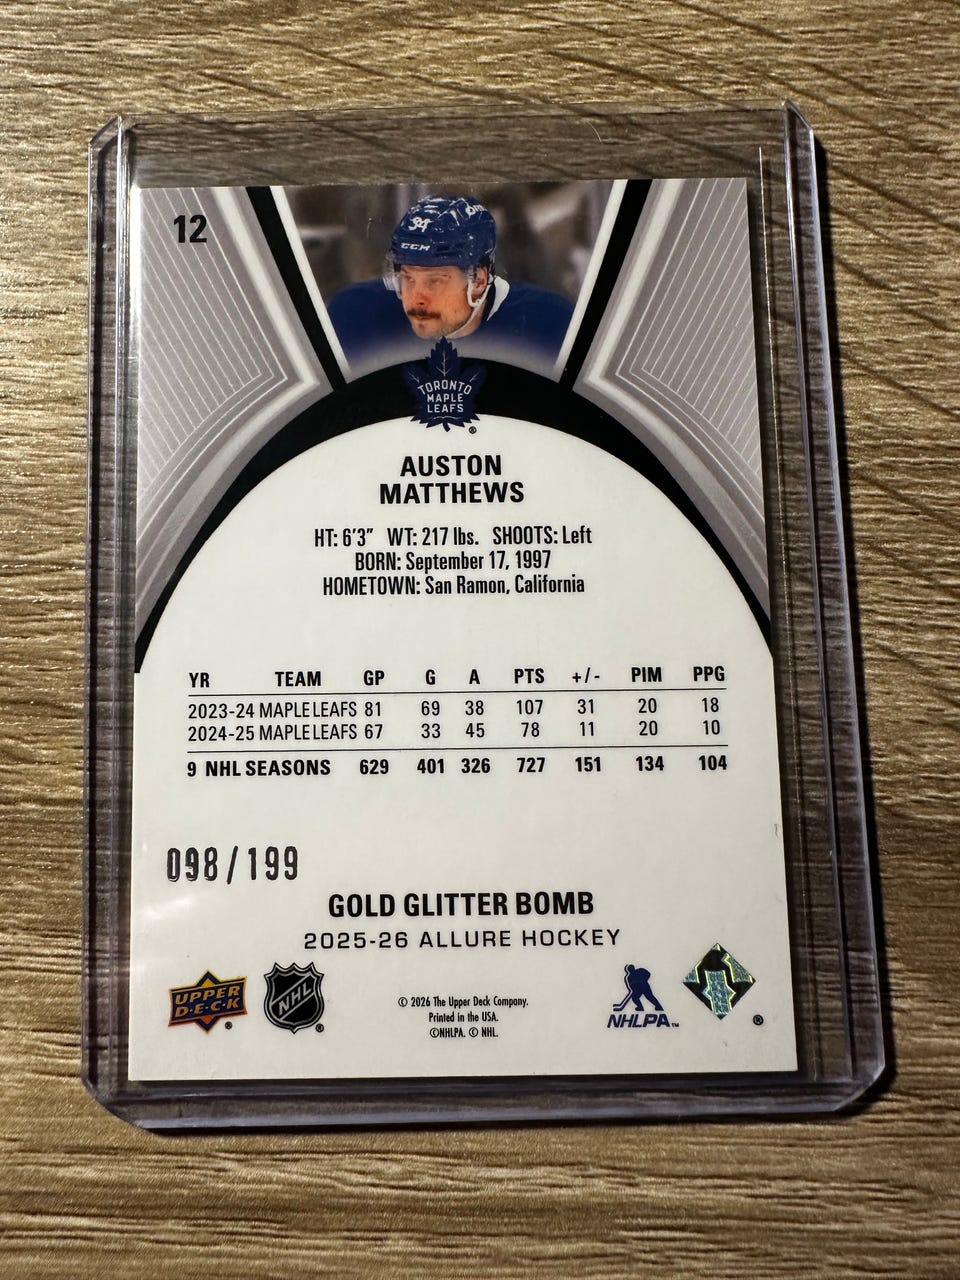 12
34
CCM
TORONTO
MAPLE
LEAFS
®
AUSTON
MATTHEWS
HT: 6'3" WT: 217 lbs. SHOOTS: Left
BORN: September 17, 1997
HOMETOWN: San Ramon, California
YR TEAM GP G A PTS +/- PIM PPG
2023-24 MAPLE LEAFS 81 69 38 107 31 20 18
2024-25 MAPLE LEAFS 67 33 45 78 11 20 10
9 NHL SEASONS 629 401 326 727 151 134 104
098/199
GOLD GLITTER BOMB
2025-26 ALLURE HOCKEY
UPPER
D·E·C·K
®
NHL
®
© 2026 The Upper Deck Company.
Printed in the USA.
©NHLPA. © NHL.
NHLPA™
®